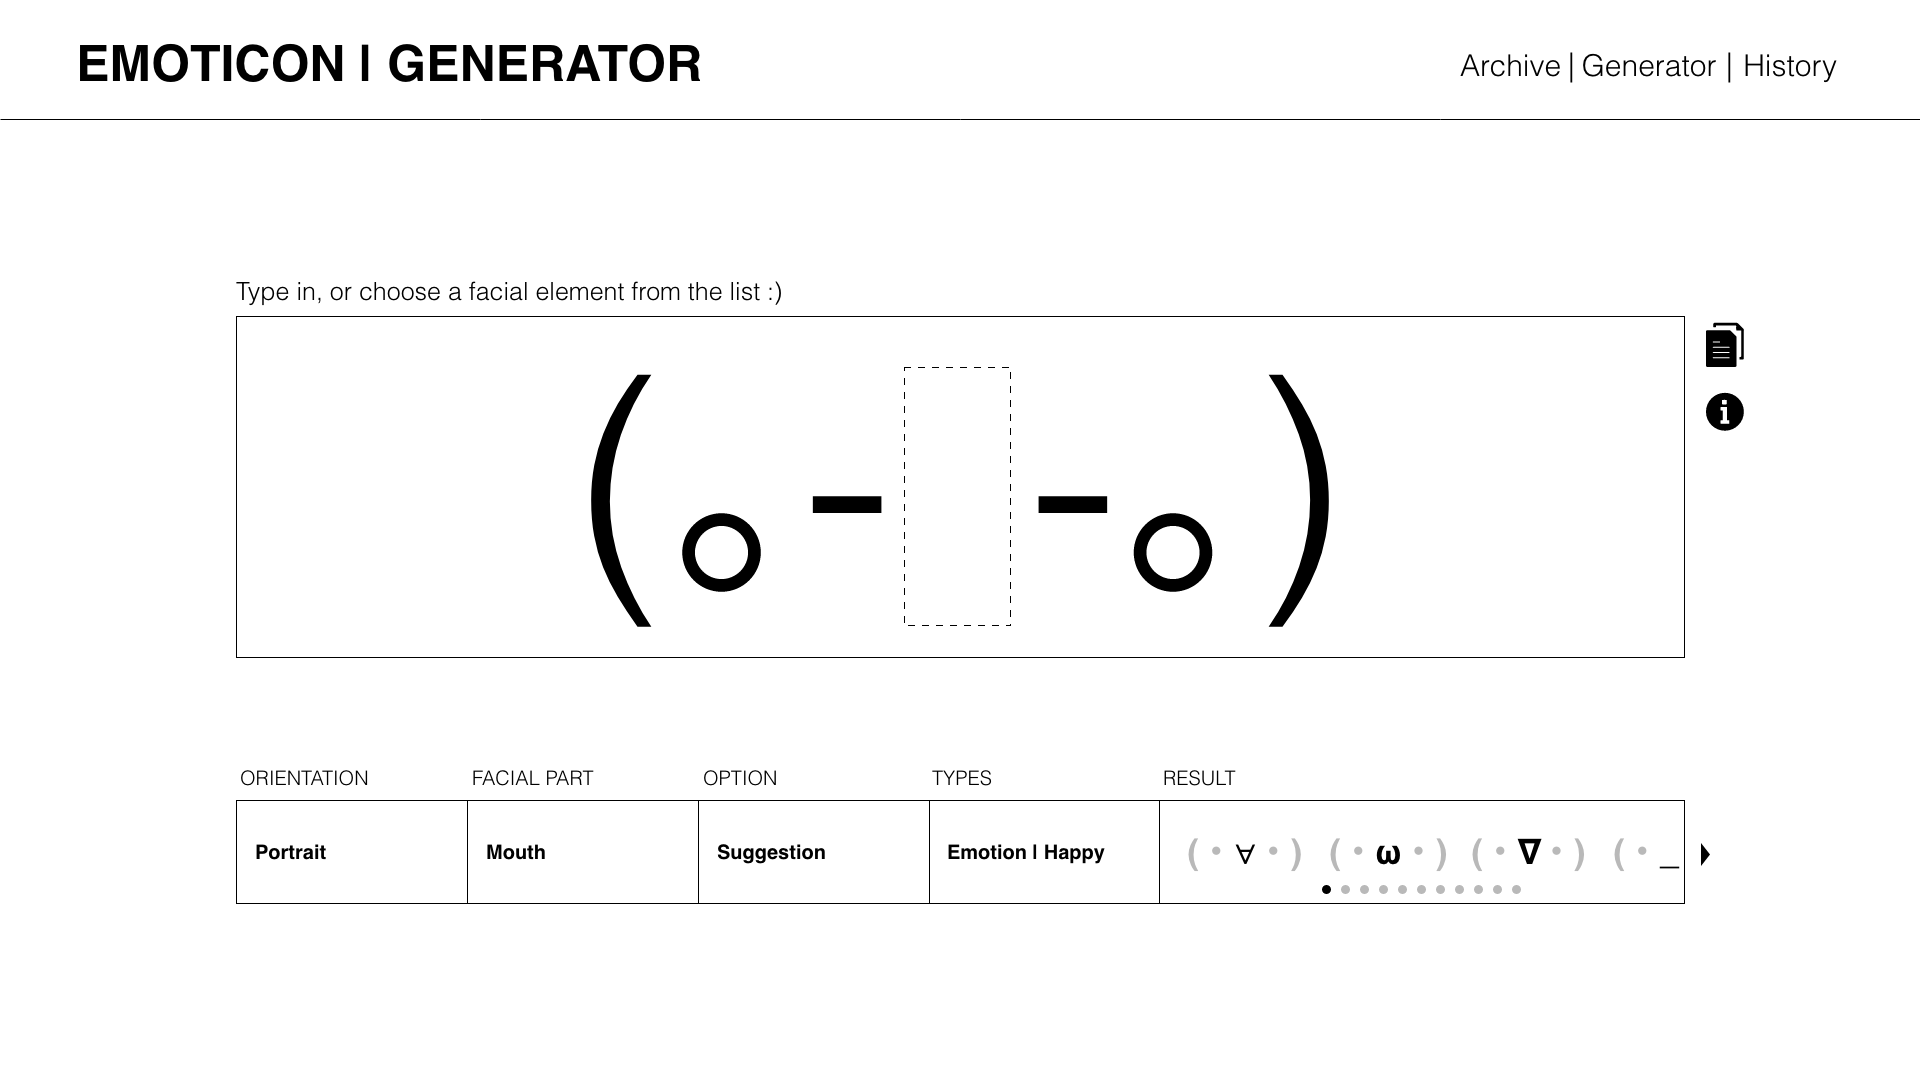 EMOTICON | GENERATOR
Archive | Generator | History
Type in, or choose a facial element from the list :)
( 。- - 。)
ORIENTATION FACIAL PART OPTION TYPES RESULT
Portrait Mouth Suggestion Emotion | Happy (・∀・) (・ω・) (・∇・) (・_